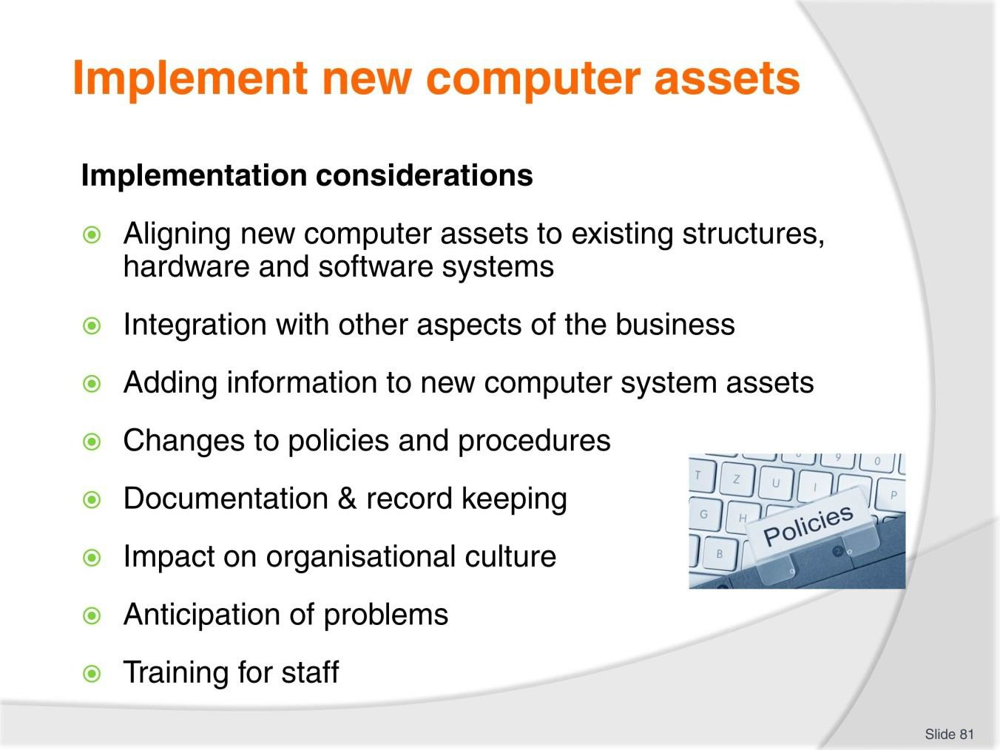 Implement new computer assets
Implementation considerations
Aligning new computer assets to existing structures,
hardware and software systems
Integration with other aspects of the business
Adding information to new computer system assets
Changes to policies and procedures
Documentation & record keeping
Impact on organisational culture
Anticipation of problems
Training for staff
9 0
T Z U I P
G H
B
Policies
2
Slide 81